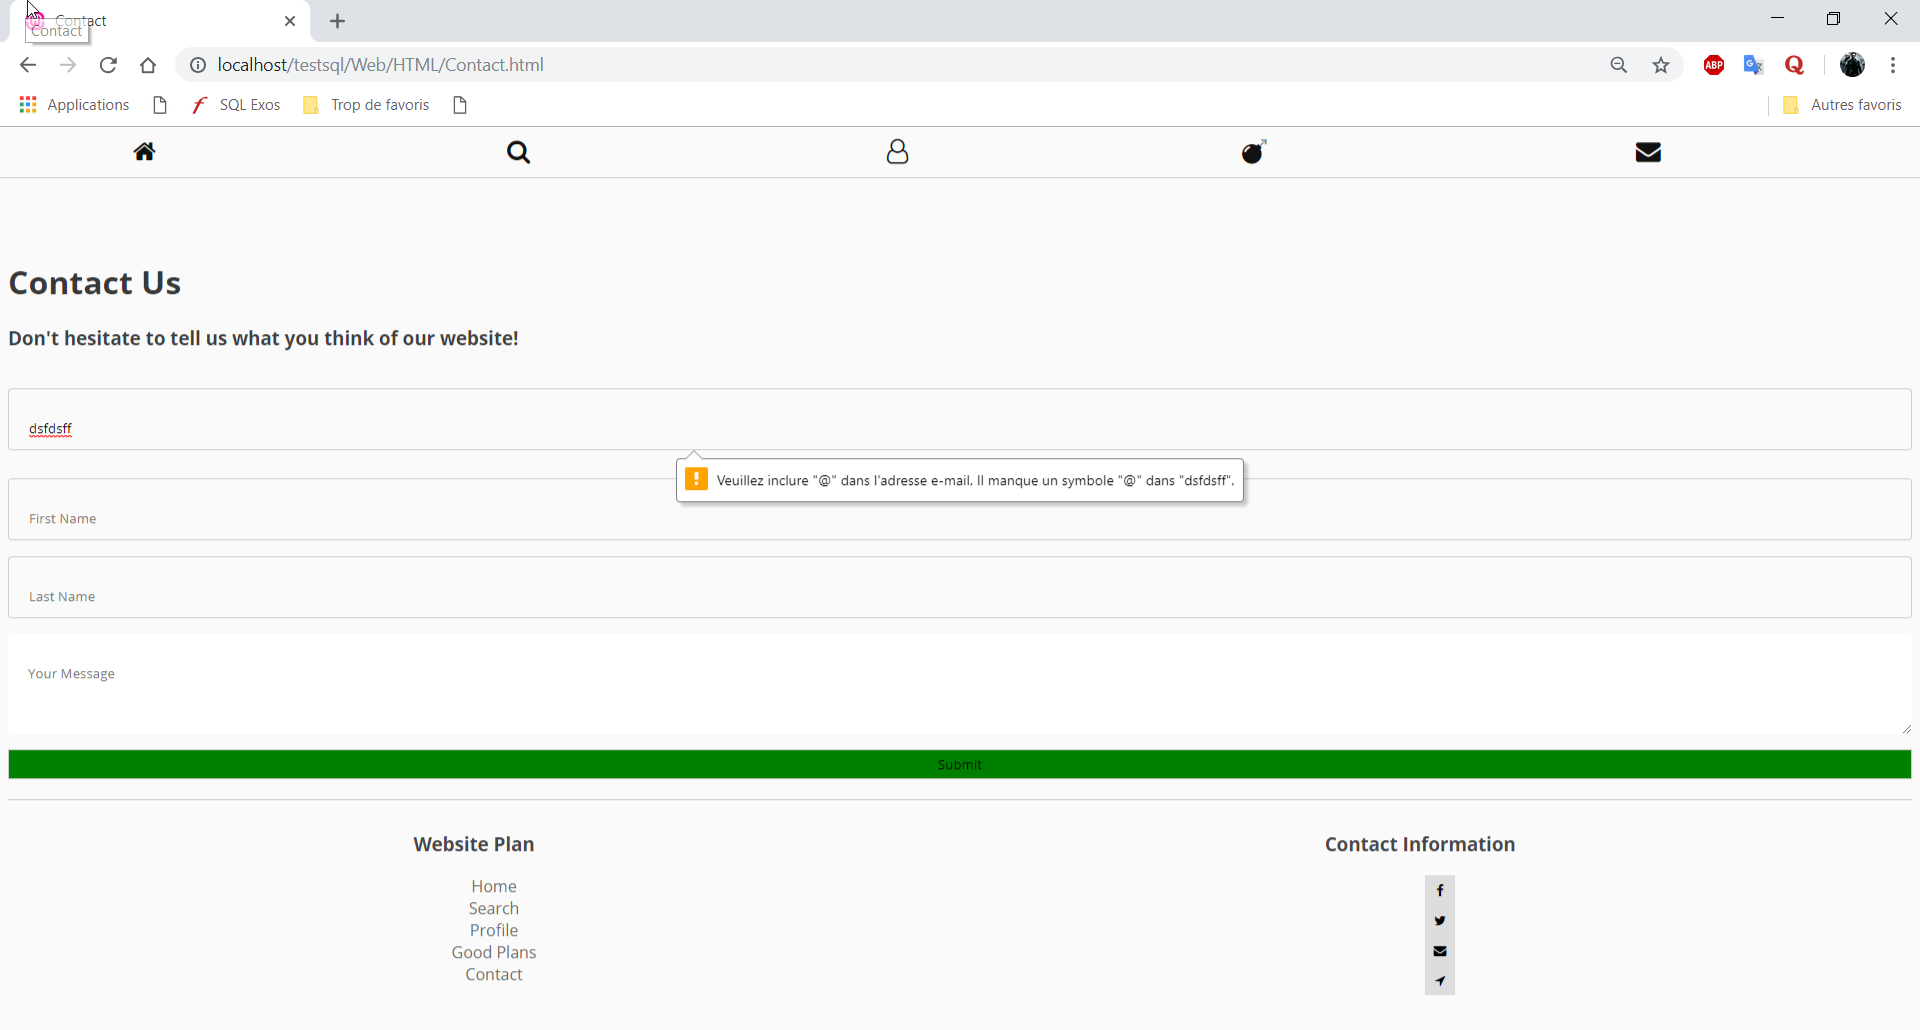 Contact
Contact
localhost/testsql/Web/HTML/Contact.html
ABP
G
Q
Applications
SQL Exos
Trop de favoris
Autres favoris
Contact Us
Don't hesitate to tell us what you think of our website!
dsfdsff
Veuillez inclure "@" dans l'adresse e-mail. Il manque un symbole "@" dans "dsfdsff".
First Name
Last Name
Your Message
Submit
Website Plan
Home
Search
Profile
Good Plans
Contact
Contact Information